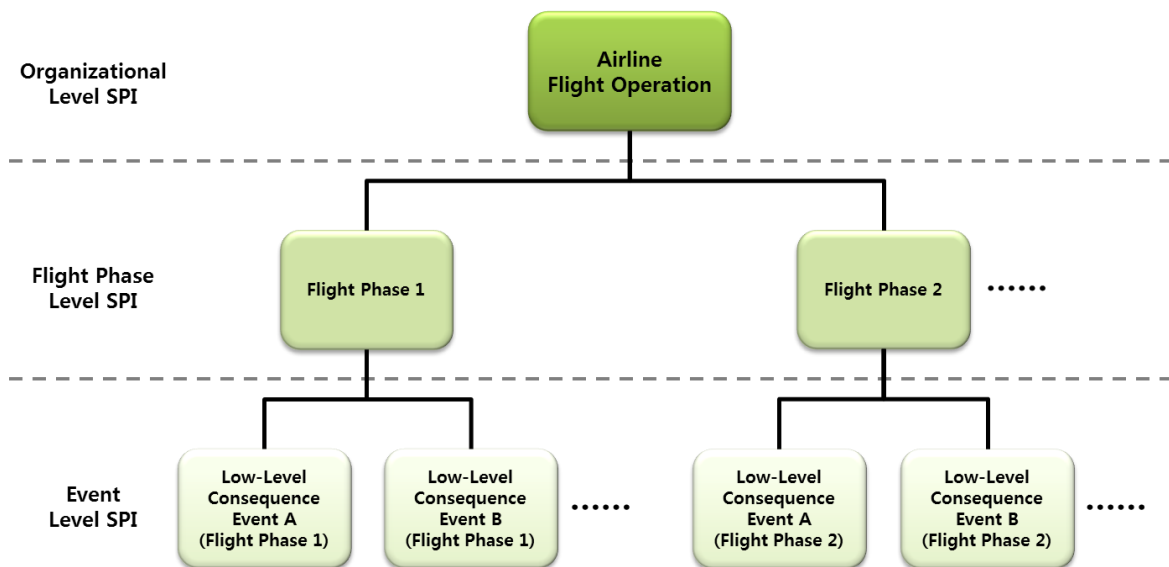 Organizational
Level SPI
Airline
Flight Operation
Flight Phase
Level SPI
Flight Phase 1
Flight Phase 2
······
Event
Level SPI
Low-Level
Consequence
Event A
(Flight Phase 1)
Low-Level
Consequence
Event B
(Flight Phase 1)
······
Low-Level
Consequence
Event A
(Flight Phase 2)
Low-Level
Consequence
Event B
(Flight Phase 2)
······